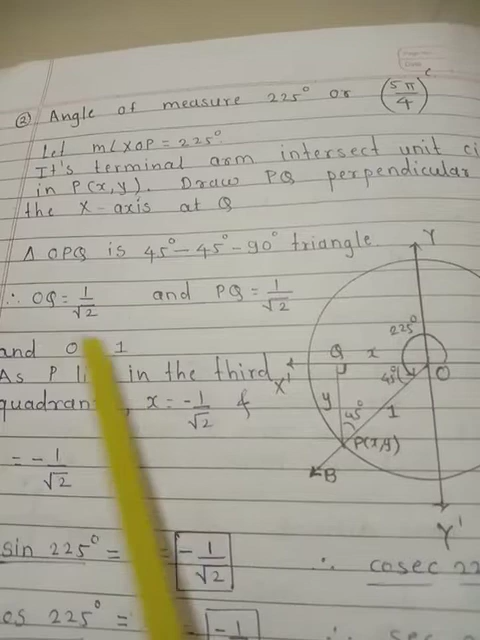 ② Angle of measure 225° or (5π/4)ᶜ
Let m∠XOP = 225°
It's terminal arm intersect unit
in P(x,y). Draw PQ perpendicular
the X-axis at Q
Δ OPQ is 45° - 45° - 90° triangle.
∴ OQ = 1/√2 and PQ = 1/√2
and 1
As P in the third
x = -1/√2 &
= -1/√2
sin 225° = = -1/√2 ∴ cosec
225° = -1
Y
225°
Q x
X' 45° O
y 45° 1
P(x,y)
B
Y'